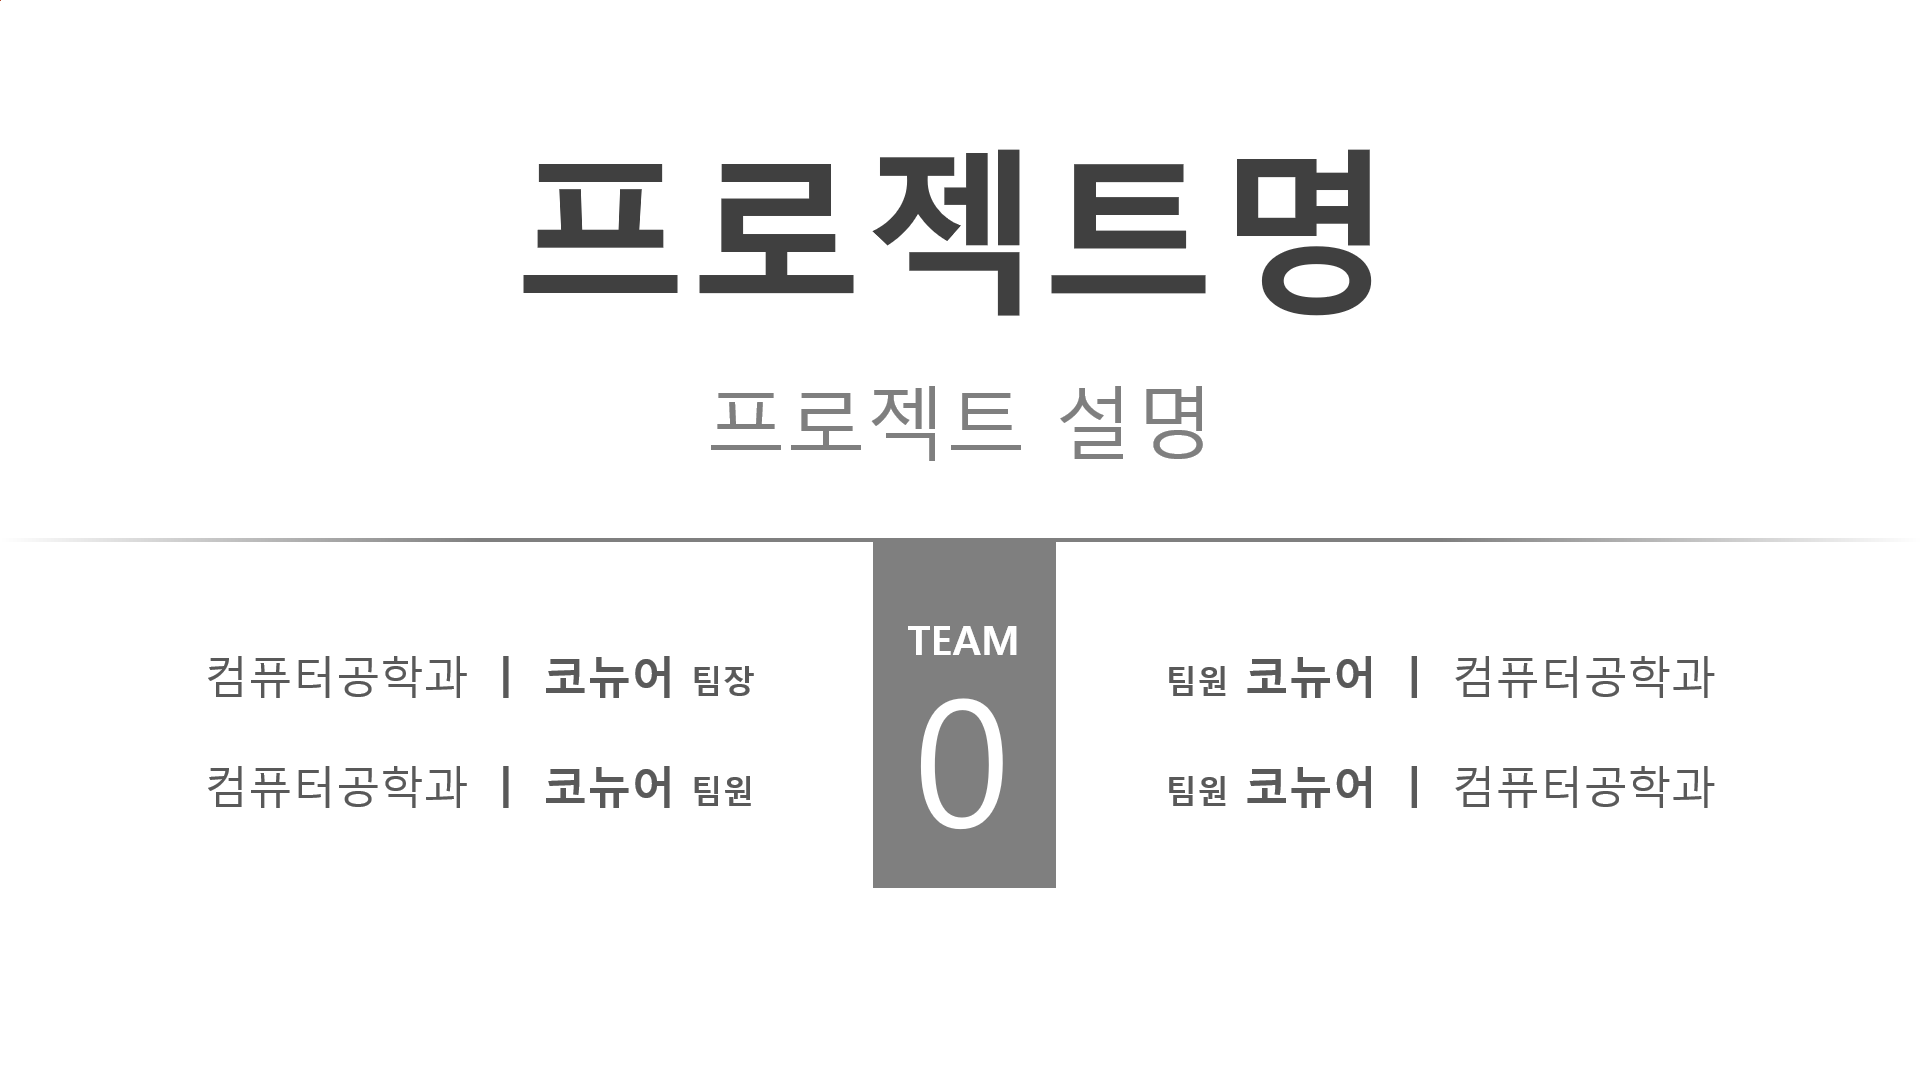 프로젝트명
프로젝트 설명
TEAM
0
컴퓨터공학과 | 코뉴어 팀장
컴퓨터공학과 | 코뉴어 팀원
팀원 코뉴어 | 컴퓨터공학과
팀원 코뉴어 | 컴퓨터공학과